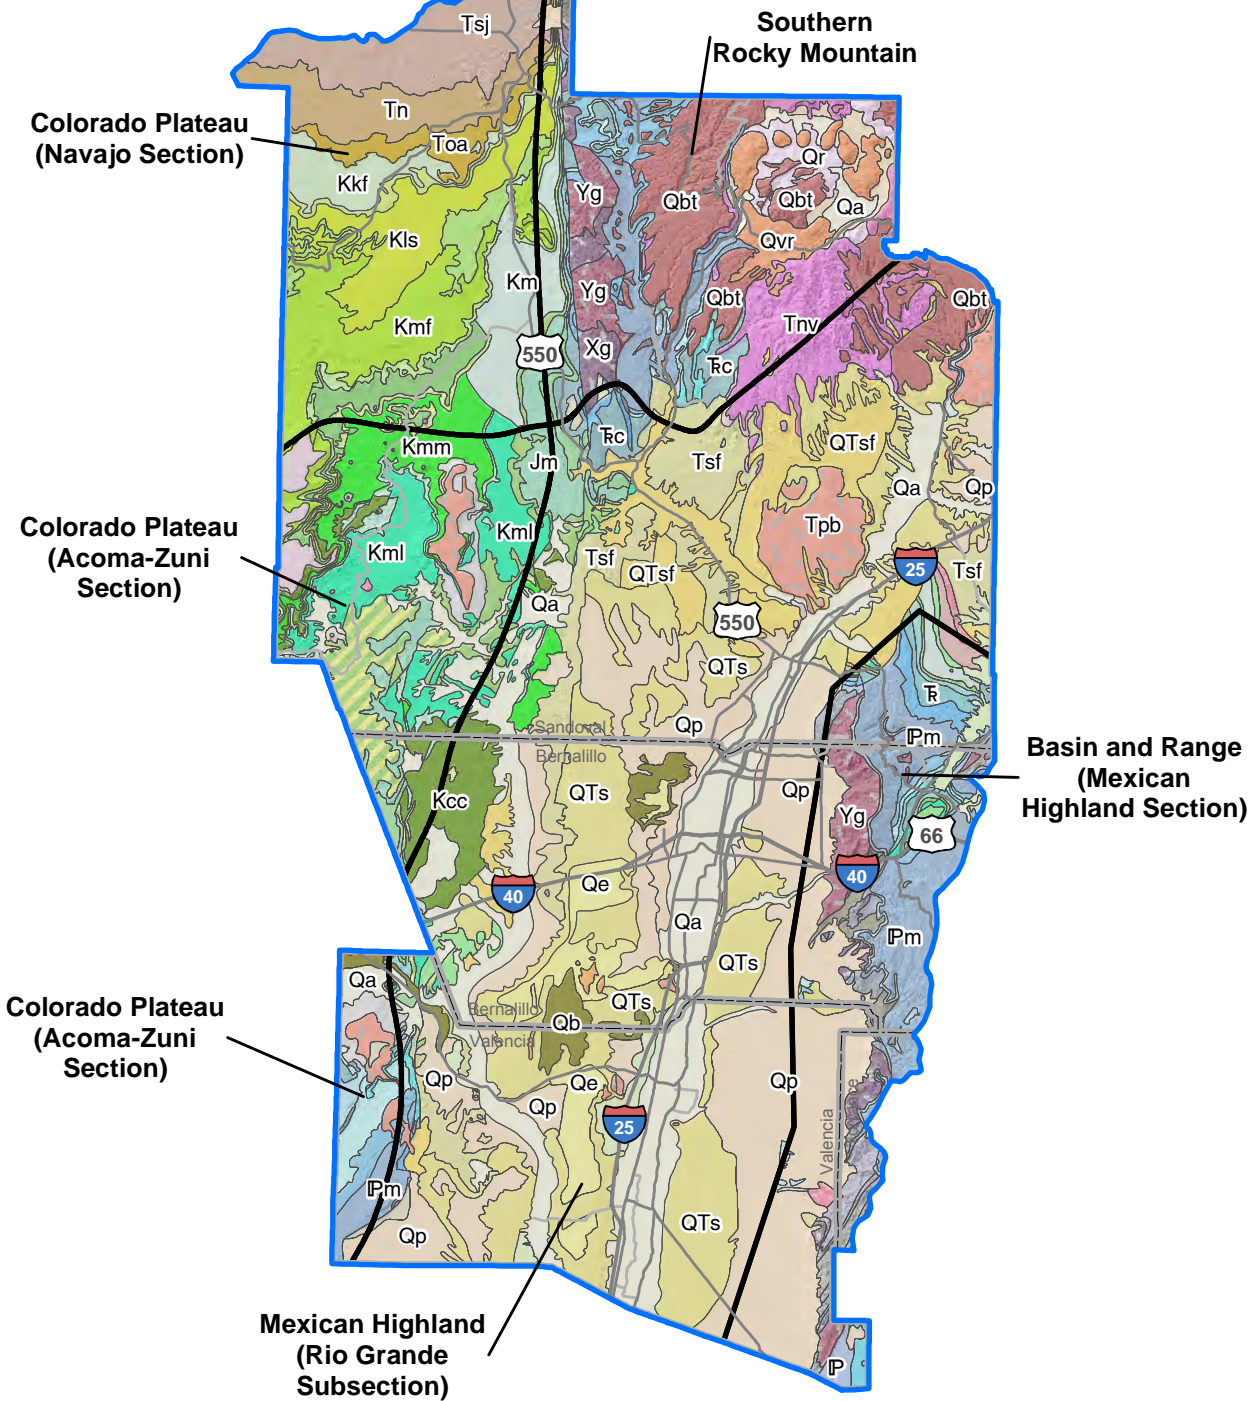 Southern
Rocky Mountain
Tsj
Colorado Plateau
(Navajo Section)
Tn
Toa
Kkf
Qr
Yg
Qbt
Qbt
Qa
Kls
Qvr
Km
Yg
Qbt
Qbt
Kmf
Tnv
550
Xg
Ꞧc
Kmm
Ꞧc
QTsf
Jm
Tsf
Qa
Qp
Colorado Plateau
(Acoma-Zuni
Section)
Kml
Kml
Tpb
Tsf
QTsf
25
Tsf
Qa
550
QTs
Ꞧ
Qp
Sandoval
Bernalillo
ℙm
Basin and Range
(Mexican
Highland Section)
Kcc
QTs
Qp
Yg
66
40
Qe
40
Qa
ℙm
QTs
Colorado Plateau
(Acoma-Zuni
Section)
Qa
QTs
Bernalillo
Valencia
Qb
Qp
Qe
Qp
Qp
25
Valencia
ℙm
Qp
QTs
Mexican Highland
(Rio Grande
Subsection)
ℙ